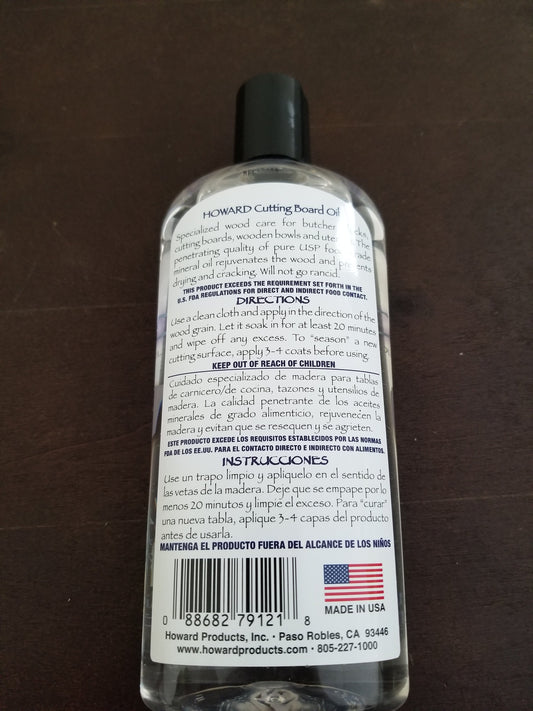 HOWARD Cutting Board Oil
Specialized wood care for butcher blocks,
cutting boards, wooden bowls and utensils. The
penetrating quality of pure USP food grade
mineral oil rejuvenates the wood and prevents
drying and cracking. Will not go rancid.
THIS PRODUCT EXCEEDS THE REQUIREMENT SET FORTH IN THE
U.S. FDA REGULATIONS FOR DIRECT AND INDIRECT FOOD CONTACT.
DIRECTIONS
Use a clean cloth and apply in the direction of the
wood grain. Let it soak in for at least 20 minutes
and wipe off any excess. To "season" a new
cutting surface, apply 3-4 coats before using.
KEEP OUT OF REACH OF CHILDREN
Cuidado especializado de madera para tablas
de carnicero/de cocina, tazones y utensilios de
madera. La calidad penetrante de los aceites
minerales de grado alimenticio, rejuvenecen la
madera y evitan que se resequen y se agrieten.
ESTE PRODUCTO EXCEDE LOS REQUISITOS ESTABLECIDOS POR LAS NORMAS
FDA DE LOS EE.UU. PARA EL CONTACTO DIRECTO E INDIRECTO CON ALIMENTOS.
INSTRUCCIONES
Use un trapo limpio y apliquelo en el sentido de
las vetas de la madera. Deje que se empape por lo
menos 20 minutos y limpie el exceso. Para "curar"
una nueva tabla, aplique 3-4 capas del producto
antes de usarla.
MANTENGA EL PRODUCTO FUERA DEL ALCANCE DE LOS NIÑOS
0 88682 79121 8
MADE IN USA
Howard Products, Inc. • Paso Robles, CA 93446
www.howardproducts.com • 805-227-1000